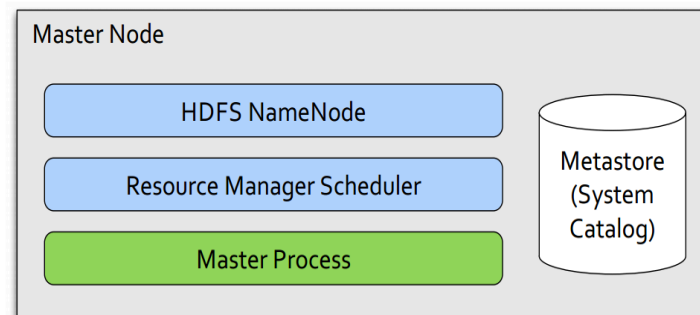 Master Node
HDFS NameNode
Resource Manager Scheduler
Master Process
Metastore
(System
Catalog)